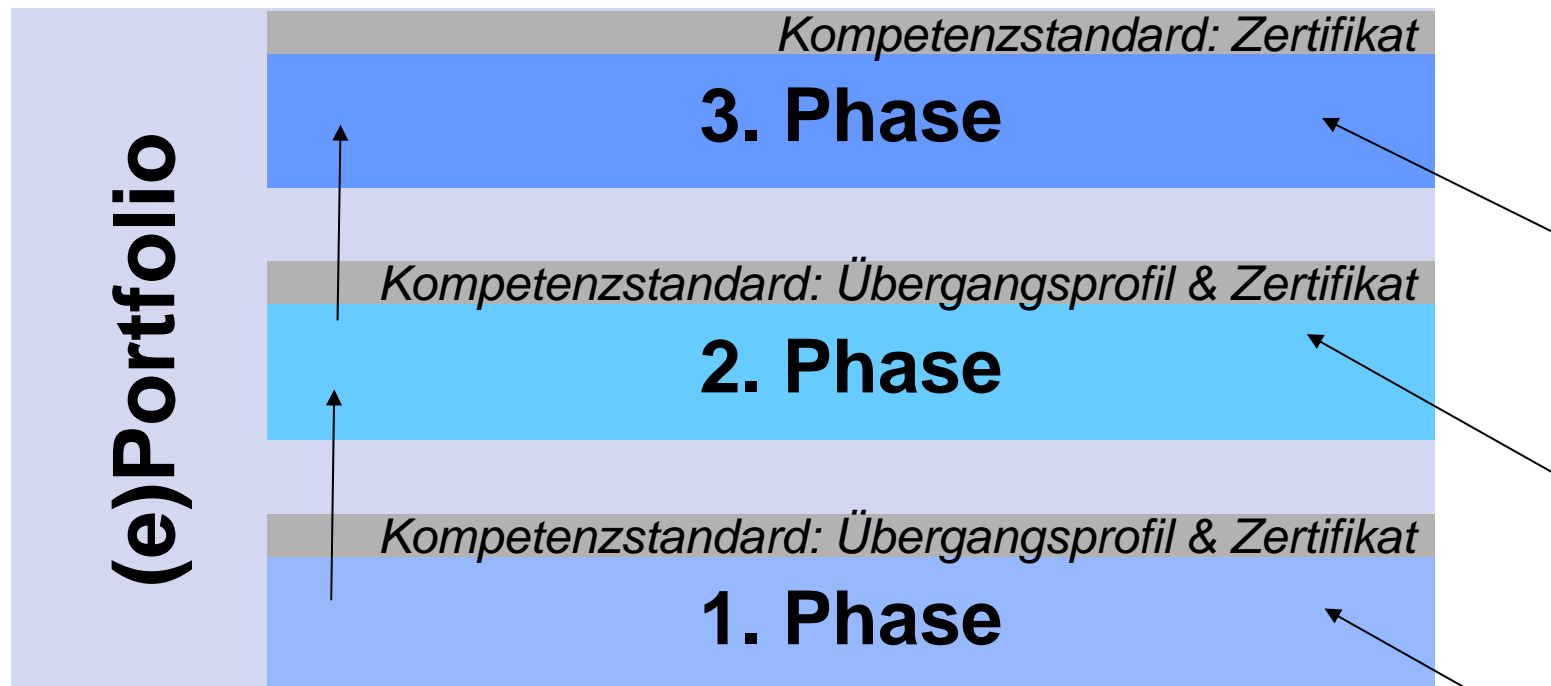 (e)Portfolio
Kompetenzstandard: Zertifikat
3. Phase
Kompetenzstandard: Übergangsprofil & Zertifikat
2. Phase
Kompetenzstandard: Übergangsprofil & Zertifikat
1. Phase